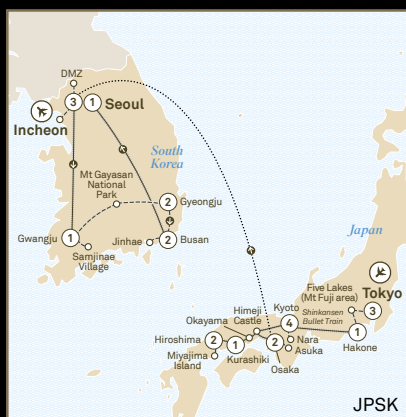 DMZ
3
1
Seoul
Incheon
South
Korea
Mt Gayasan
National
Park
2
Gyeongju
Gwangju
1
Jinhae
2
Busan
Samjinae
Village
Japan
Five Lakes
(Mt Fuji area)
Tokyo
Shinkansen
Bullet Train
3
Kyoto
Himeji
Castle
Okayama
4
Hiroshima
2
1
2
1
Nara
Asuka
Hakone
Miyajima
Island
Kurashiki
Osaka
JPSK